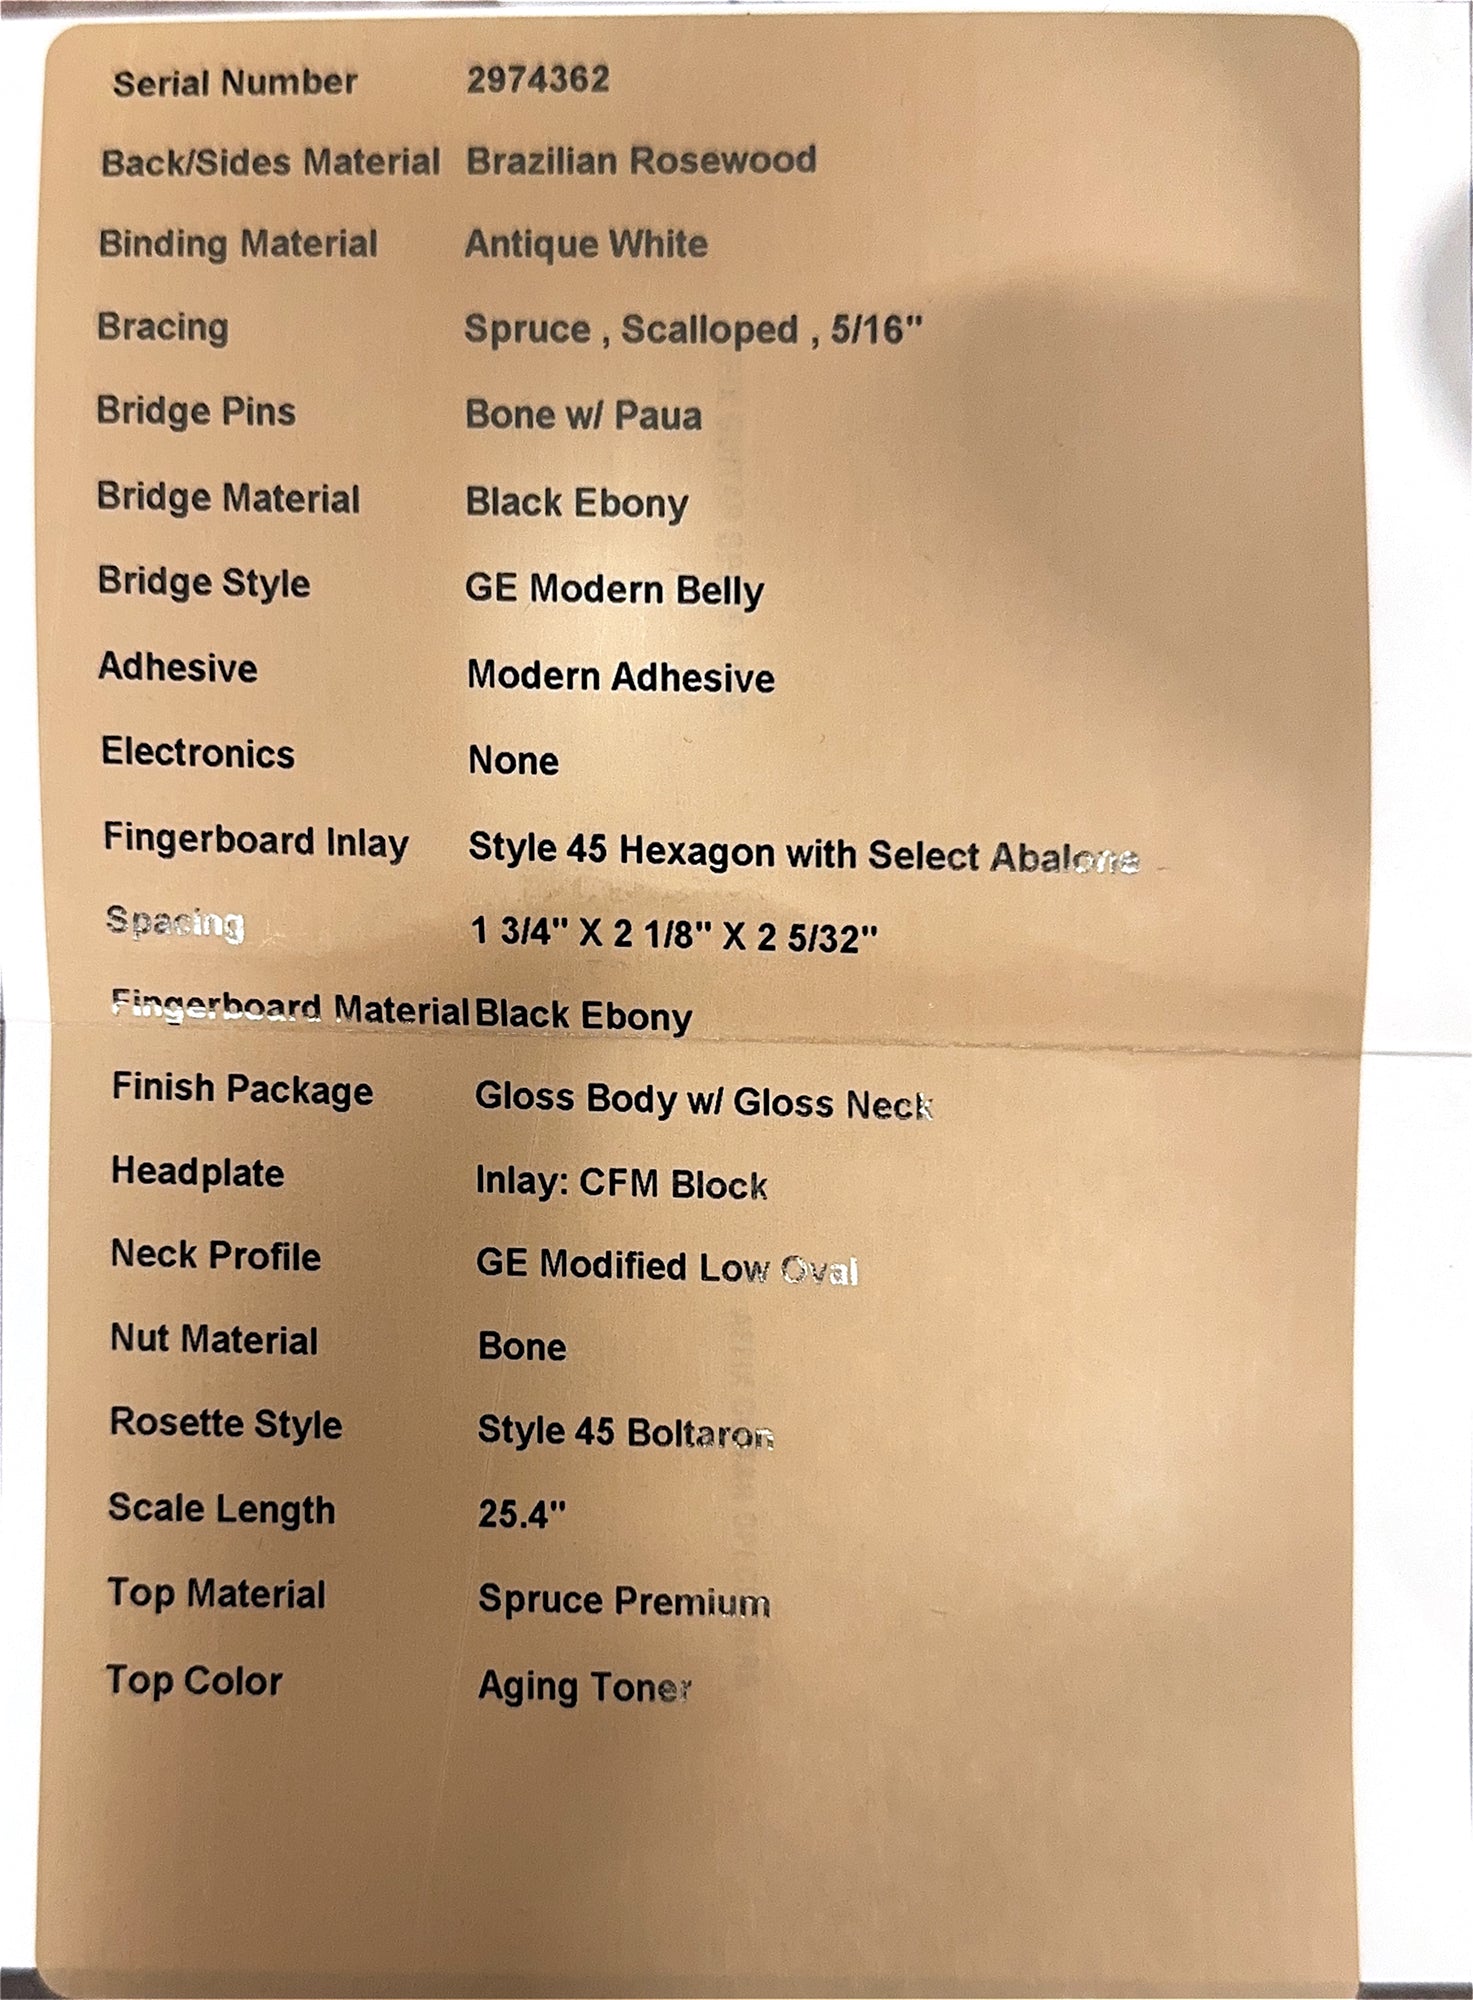 Serial Number 2974362
Back/Sides Material Brazilian Rosewood
Binding Material Antique White
Bracing Spruce , Scalloped , 5/16"
Bridge Pins Bone w/ Paua
Bridge Material Black Ebony
Bridge Style GE Modern Belly
Adhesive Modern Adhesive
Electronics None
Fingerboard Inlay Style 45 Hexagon with Select Abalone
Spacing 1 3/4" X 2 1/8" X 2 5/32"
Fingerboard Material Black Ebony
Finish Package Gloss Body w/ Gloss Neck
Headplate Inlay: CFM Block
Neck Profile GE Modified Low Oval
Nut Material Bone
Rosette Style Style 45 Boltaron
Scale Length 25.4"
Top Material Spruce Premium
Top Color Aging Toner